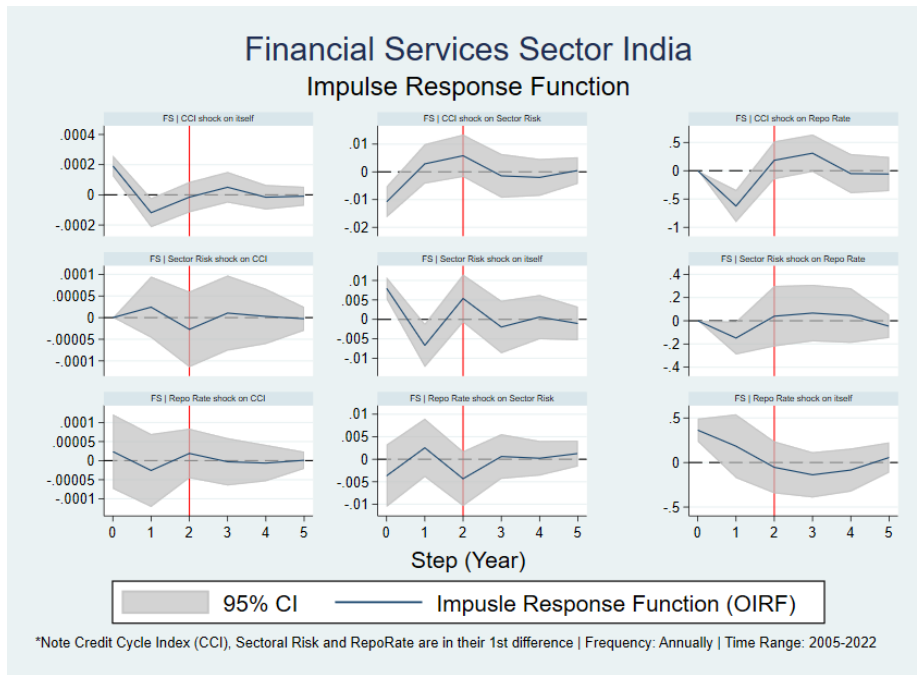 Financial Services Sector India
Impulse Response Function
FS | CCI shock on itself
FS | CCI shock on Sector Risk
FS | CCI shock on Repo Rate
.0004
.0002
0
-.0002
.01
0
-.01
-.02
.5
0
-.5
-1
FS | Sector Risk shock on CCI
FS | Sector Risk shock on itself
FS | Sector Risk shock on Repo Rate
.0001
.00005
0
-.00005
-.0001
.01
.005
0
-.005
-.01
.4
.2
0
-.2
-.4
FS | Repo Rate shock on CCI
FS | Repo Rate shock on Sector Risk
FS | Repo Rate shock on itself
.0001
.00005
0
-.00005
-.0001
.01
.005
0
-.005
-.01
.5
0
-.5
0 1 2 3 4 5
0 1 2 3 4 5
0 1 2 3 4 5
Step (Year)
95% CI
Impusle Response Function (OIRF)
*Note Credit Cycle Index (CCI), Sectoral Risk and RepoRate are in their 1st difference | Frequency: Annually | Time Range: 2005-2022